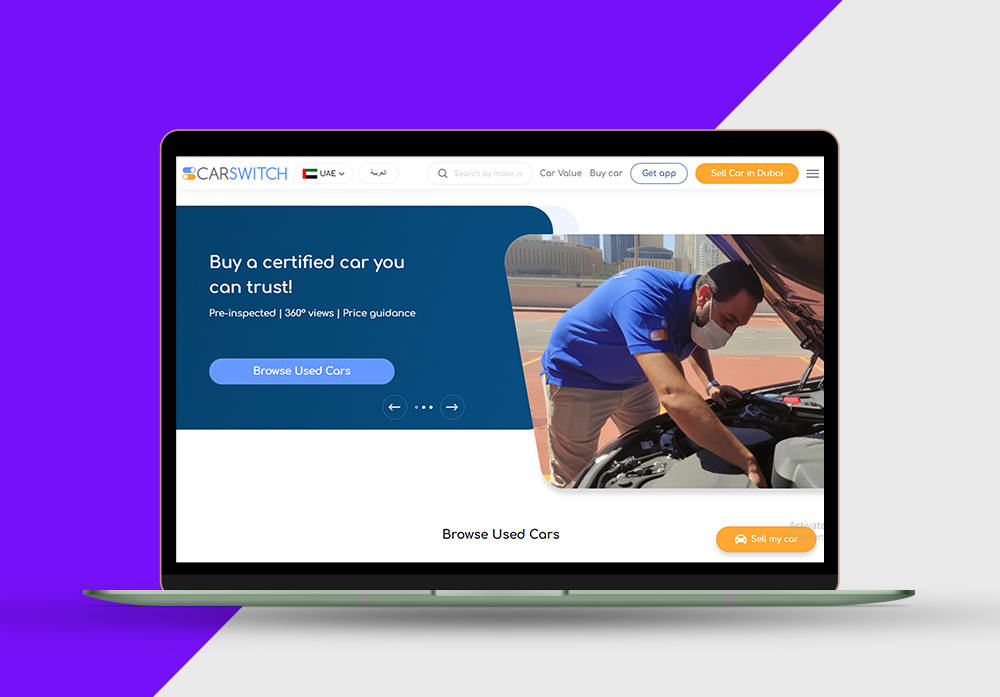 CARSWITCH
UAE
العربية
Search by make,
Car Value
Buy car
Get app
Sell Car in Dubai
Buy a certified car you
can trust!
Pre-inspected | 360º views | Price guidance
Browse Used Cars
Browse Used Cars
Activate
Sell my car